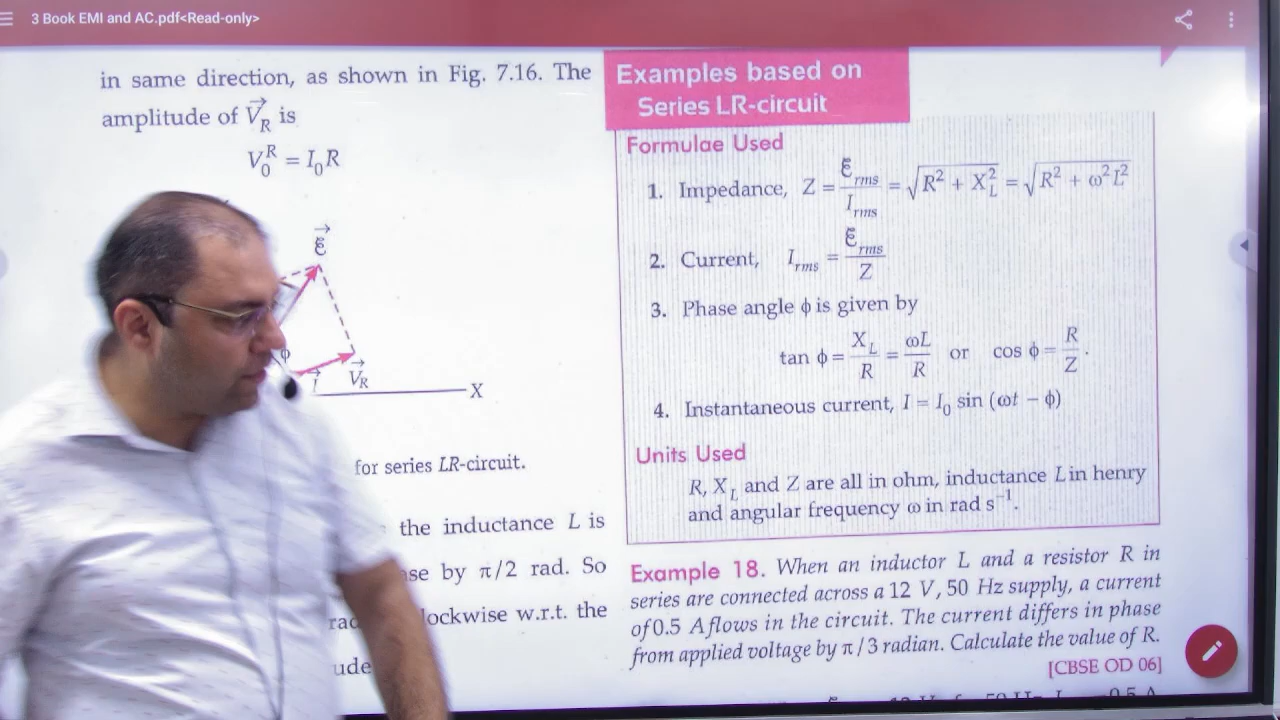 3 Book EMI and AC.pdf<Read-only>
in same direction, as shown in Fig. 7.16. The
amplitude of V⃗_R is
V₀ᴿ = I₀R
ℰ⃗
ϕ
I⃗
V⃗_R
X
for series LR-circuit.
the inductance L is
by π/2 rad. So
w.r.t. the
Examples based on
Series LR-circuit
Formulae Used
1. Impedance, Z = ℰ_rms / I_rms = √(R² + X_L²) = √(R² + ω²L²)
2. Current, I_rms = ℰ_rms / Z
3. Phase angle ϕ is given by
tan ϕ = X_L / R = ωL / R or cos ϕ = R / Z .
4. Instantaneous current, I = I₀ sin (ωt − ϕ)
Units Used
R, X_L and Z are all in ohm, inductance L in henry
and angular frequency ω in rad s⁻¹.
Example 18. When an inductor L and a resistor R in
series are connected across a 12 V, 50 Hz supply, a current
of 0.5 A flows in the circuit. The current differs in phase
from applied voltage by π/3 radian. Calculate the value of R.
[CBSE OD 06]